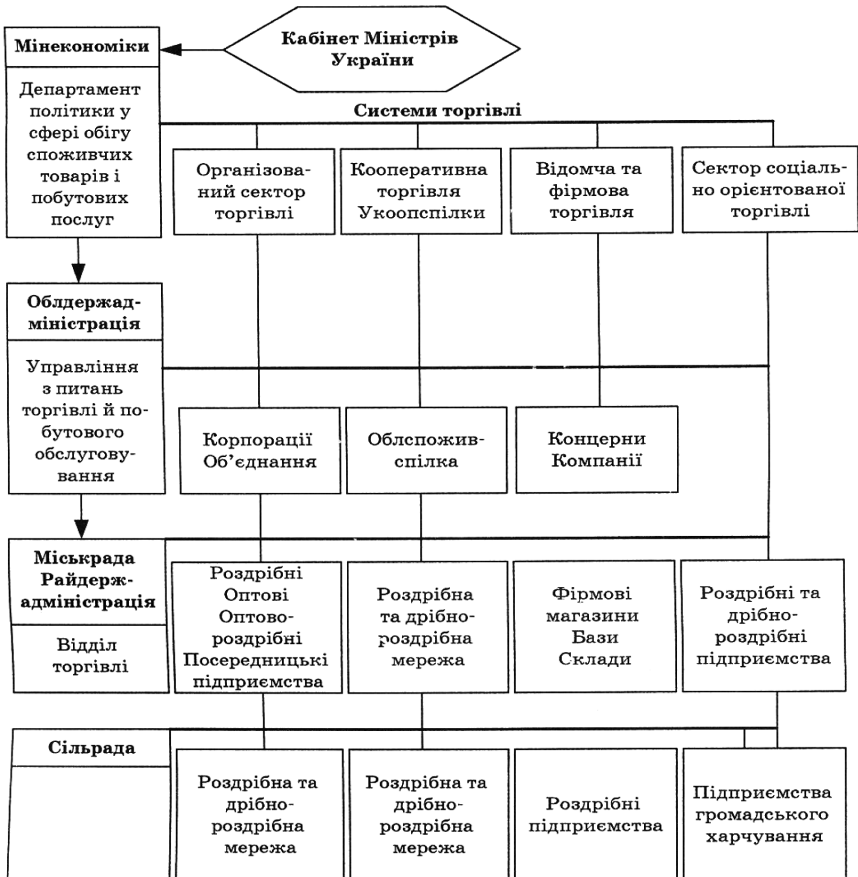 Кабінет Міністрів
України
Мінекономіки
Департамент
політики у
сфері обігу
споживчих
товарів і
побутових
послуг
Системи торгівлі
Організова-
ний сектор
торгівлі
Кооперативна
торгівля
Укоопспілки
Відомча та
фірмова
торгівля
Сектор соціаль-
но орієнтованої
торгівлі
Облдержад-
міністрація
Управління
з питань
торгівлі й по-
бутового
обслугову-
вання
Корпорації
Об’єднання
Облспожив-
спілка
Концерни
Компанії
Міськрада
Райдерж-
адміністрація
Відділ
торгівлі
Роздрібні
Оптові
Оптово-
роздрібні
Посередницькі
підприємства
Роздрібна
та дрібно-
роздрібна
мережа
Фірмові
магазини
Бази
Склади
Роздрібні та
дрібно-
роздрібні
підприємства
Сільрада
Роздрібна та
дрібно-
роздрібна
мережа
Роздрібна та
дрібно-
роздрібна
мережа
Роздрібні
підприємства
Підприємства
громадського
харчування